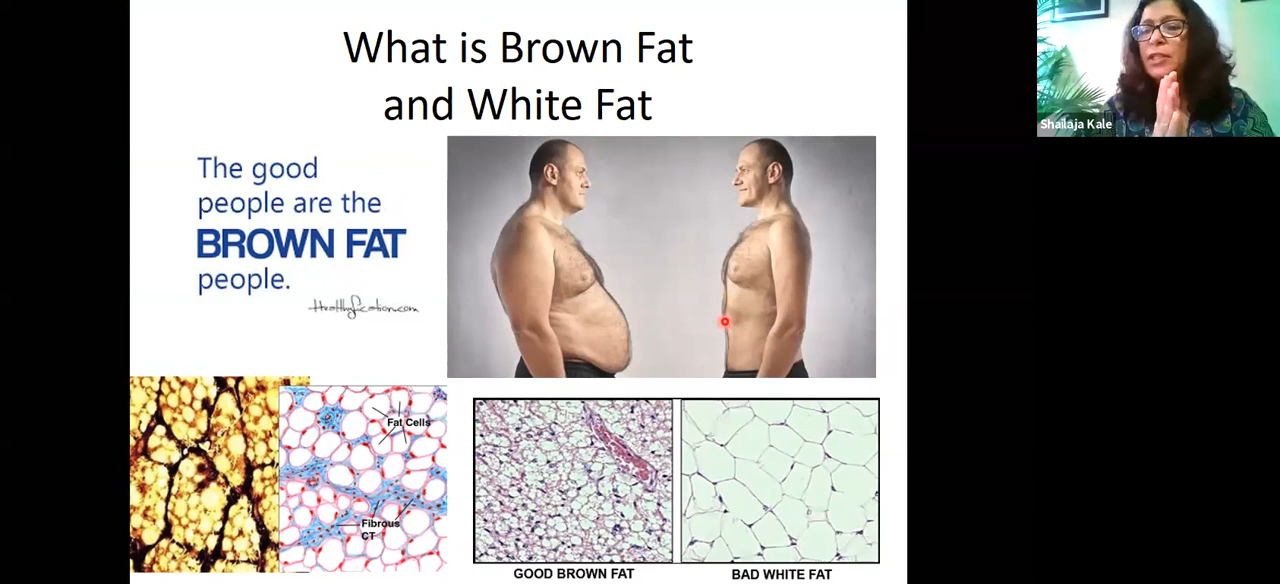 What is Brown Fat
and White Fat
The good
people are the
BROWN FAT
people.
Healthyfication.com
Fat Cells
Fibrous
CT
GOOD BROWN FAT
BAD WHITE FAT
Shailaja Kale